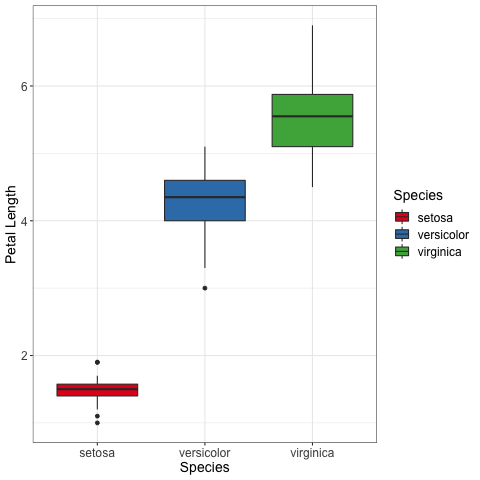 Petal Length
6
4
2
setosa
versicolor
virginica
Species
Species
setosa
versicolor
virginica